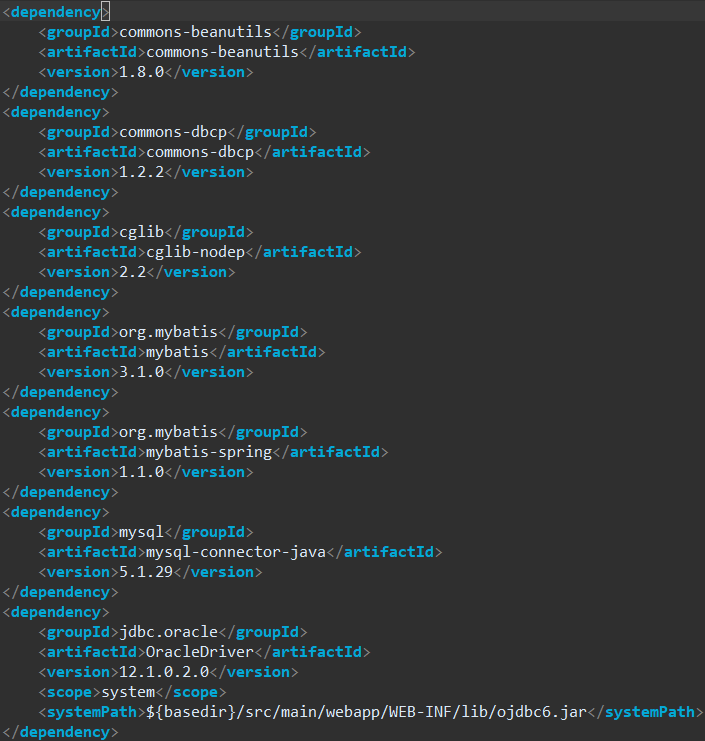 <dependency>
    <groupId>commons-beanutils</groupId>
    <artifactId>commons-beanutils</artifactId>
    <version>1.8.0</version>
</dependency>
<dependency>
    <groupId>commons-dbcp</groupId>
    <artifactId>commons-dbcp</artifactId>
    <version>1.2.2</version>
</dependency>
<dependency>
    <groupId>cglib</groupId>
    <artifactId>cglib-nodep</artifactId>
    <version>2.2</version>
</dependency>
<dependency>
    <groupId>org.mybatis</groupId>
    <artifactId>mybatis</artifactId>
    <version>3.1.0</version>
</dependency>
<dependency>
    <groupId>org.mybatis</groupId>
    <artifactId>mybatis-spring</artifactId>
    <version>1.1.0</version>
</dependency>
<dependency>
    <groupId>mysql</groupId>
    <artifactId>mysql-connector-java</artifactId>
    <version>5.1.29</version>
</dependency>
<dependency>
    <groupId>jdbc.oracle</groupId>
    <artifactId>OracleDriver</artifactId>
    <version>12.1.0.2.0</version>
    <scope>system</scope>
    <systemPath>${basedir}/src/main/webapp/WEB-INF/lib/ojdbc6.jar</systemPath>
</dependency>